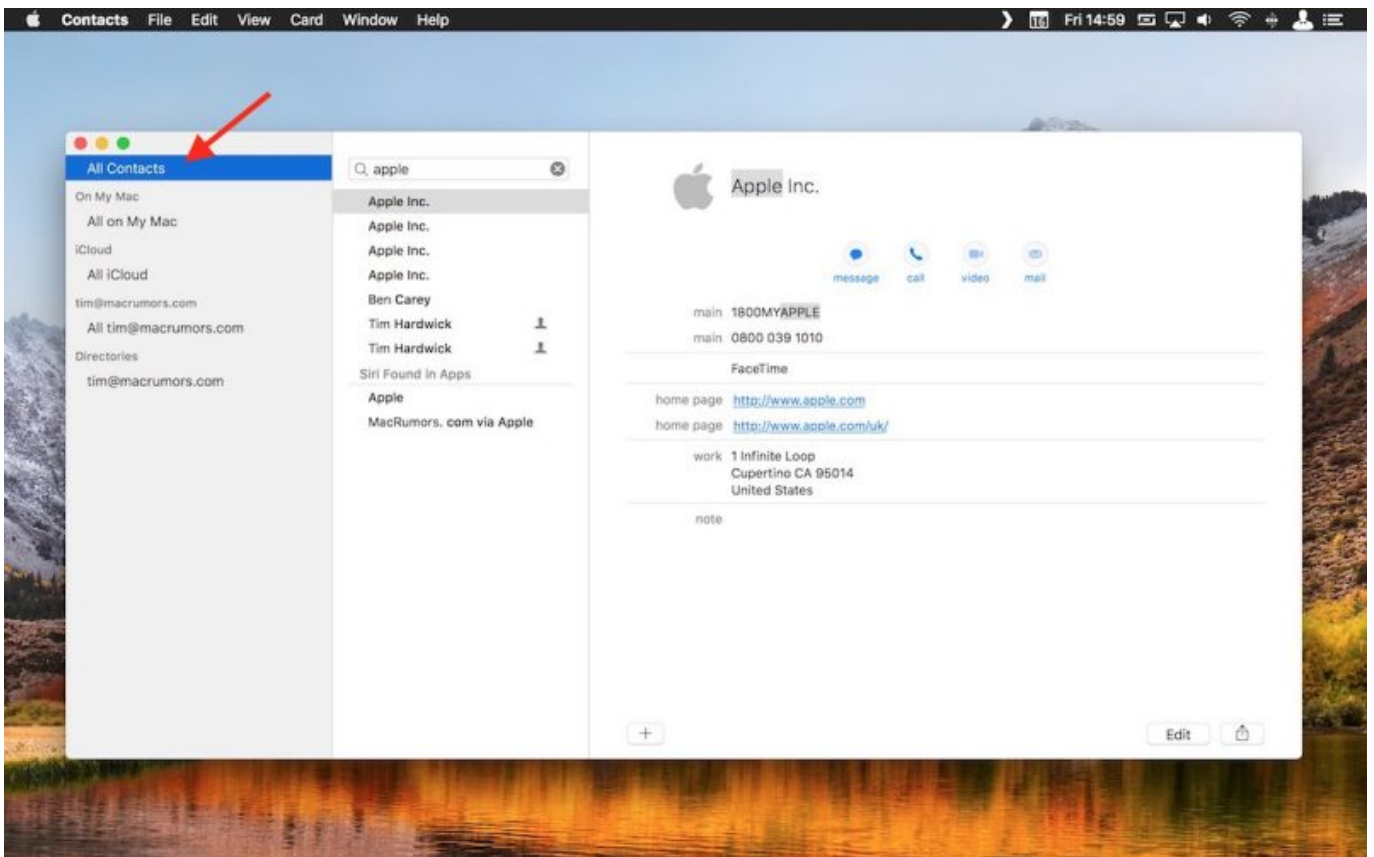 Contacts File Edit View Card Window Help
Fri 14:59
All Contacts
On My Mac
All on My Mac
iCloud
All iCloud
tim@macrumors.com
All tim@macrumors.com
Directories
tim@macrumors.com
apple
Apple Inc.
Apple Inc.
Apple Inc.
Apple Inc.
Ben Carey
Tim Hardwick
Tim Hardwick
Siri Found in Apps
Apple
MacRumors. com via Apple
Apple Inc.
message call video mail
main 1800MYAPPLE
main 0800 039 1010
FaceTime
home page http://www.apple.com
home page http://www.apple.com/uk/
work 1 Infinite Loop
Cupertino CA 95014
United States
note
Edit